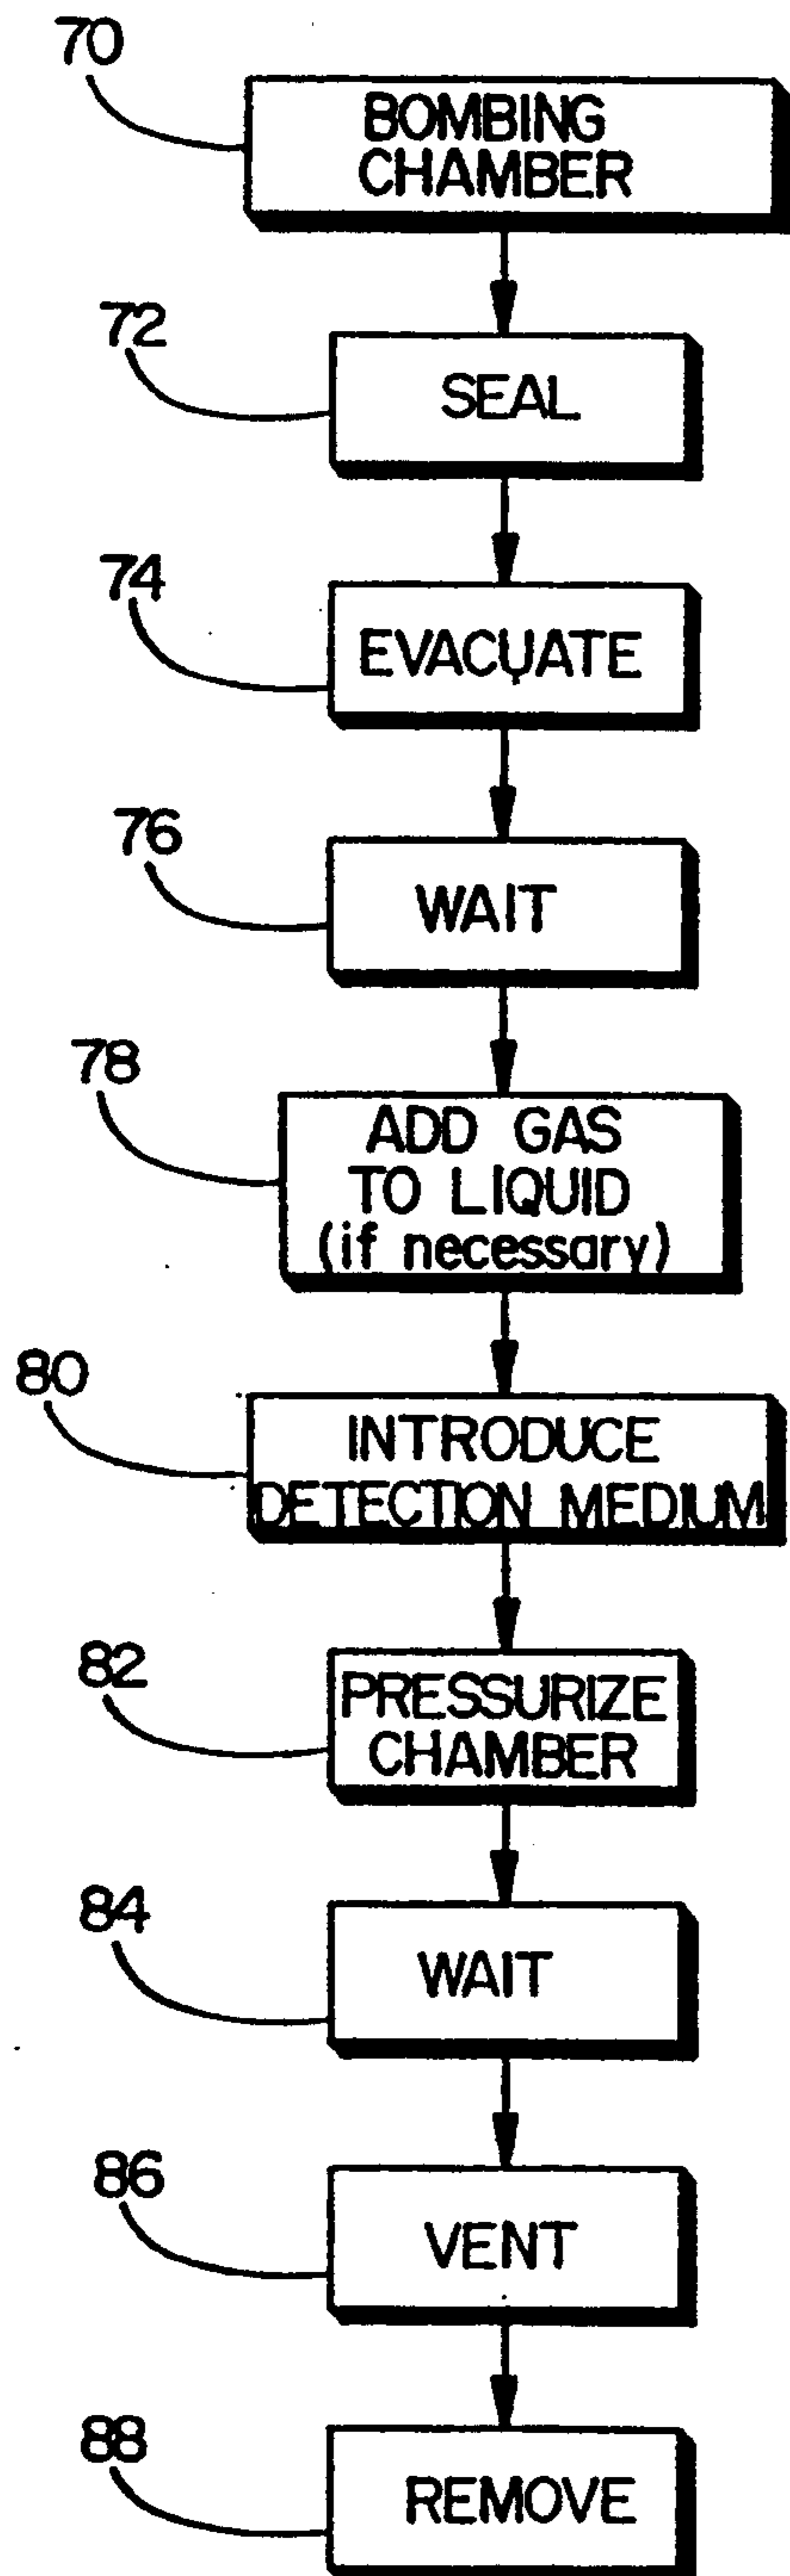 70
BOMBING
CHAMBER
72
SEAL
74
EVACUATE
76
WAIT
78
ADD GAS
TO LIQUID
(if necessary)
80
INTRODUCE
DETECTION MEDIUM
82
PRESSURIZE
CHAMBER
84
WAIT
86
VENT
88
REMOVE